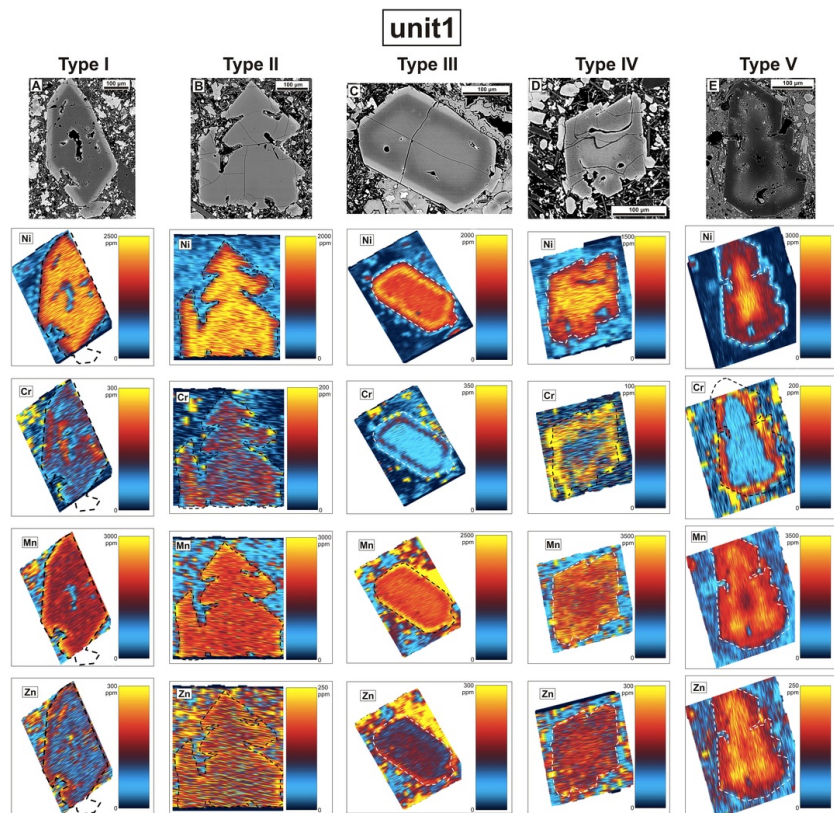 unit1
Type I Type II Type III Type IV Type V
A 100 µm B 100 µm C 100 µm D 100 µm E 100 µm
Ni 2500 ppm 0 Ni 2000 ppm 0 Ni 2000 ppm 0 Ni 1500 ppm 0 Ni 3000 ppm 0
Cr 300 ppm 0 Cr 200 ppm 0 Cr 350 ppm 0 Cr 100 ppm 0 Cr 200 ppm 0
Mn 3000 ppm 0 Mn 3000 ppm 0 Mn 2500 ppm 0 Mn 3500 ppm 0 Mn 3500 ppm 0
Zn 300 ppm 0 Zn 250 ppm 0 Zn 300 ppm 0 Zn 300 ppm 0 Zn 250 ppm 0